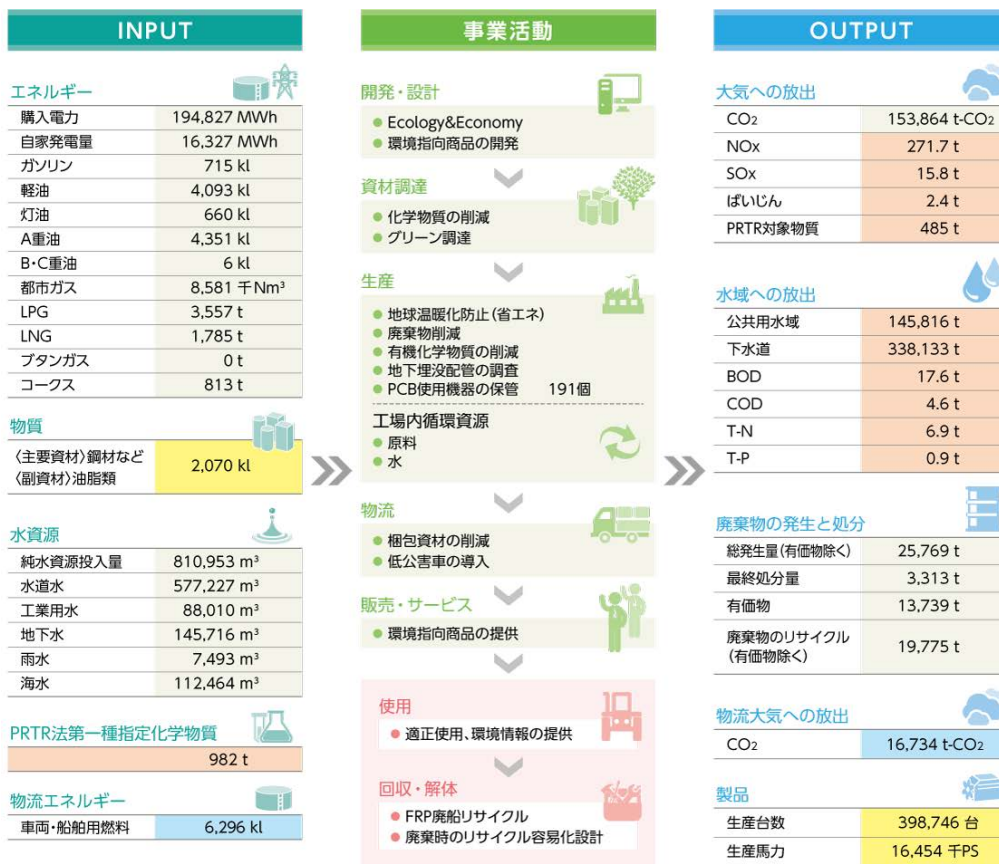 INPUT
エネルギー
購入電力 194,827 MWh
自家発電量 16,327 MWh
ガソリン 715 kl
軽油 4,093 kl
灯油 660 kl
A重油 4,351 kl
B・C重油 6 kl
都市ガス 8,581 千Nm³
LPG 3,557 t
LNG 1,785 t
ブタンガス 0 t
コークス 813 t
物質
〈主要資材〉鋼材など
〈副資材〉油脂類
2,070 kl
水資源
純水資源投入量 810,953 m³
水道水 577,227 m³
工業用水 88,010 m³
地下水 145,716 m³
雨水 7,493 m³
海水 112,464 m³
PRTR法第一種指定化学物質
982 t
物流エネルギー
車両・船舶用燃料 6,296 kl
事業活動
開発・設計
● Ecology&Economy
● 環境指向商品の開発
資材調達
● 化学物質の削減
● グリーン調達
生産
● 地球温暖化防止(省エネ)
● 廃棄物削減
● 有機化学物質の削減
● 地下埋没配管の調査
● PCB使用機器の保管 191個
工場内循環資源
● 原料
● 水
物流
● 梱包資材の削減
● 低公害車の導入
販売・サービス
● 環境指向商品の提供
使用
● 適正使用、環境情報の提供
回収・解体
● FRP廃船リサイクル
● 廃棄時のリサイクル容易化設計
OUTPUT
大気への放出
CO₂ 153,864 t-CO₂
NOx 271.7 t
SOx 15.8 t
ばいじん 2.4 t
PRTR対象物質 485 t
水域への放出
公共用水域 145,816 t
下水道 338,133 t
BOD 17.6 t
COD 4.6 t
T-N 6.9 t
T-P 0.9 t
廃棄物の発生と処分
総発生量(有価物除く) 25,769 t
最終処分量 3,313 t
有価物 13,739 t
廃棄物のリサイクル
(有価物除く)
19,775 t
物流大気への放出
CO₂ 16,734 t-CO₂
製品
生産台数 398,746 台
生産馬力 16,454 千PS